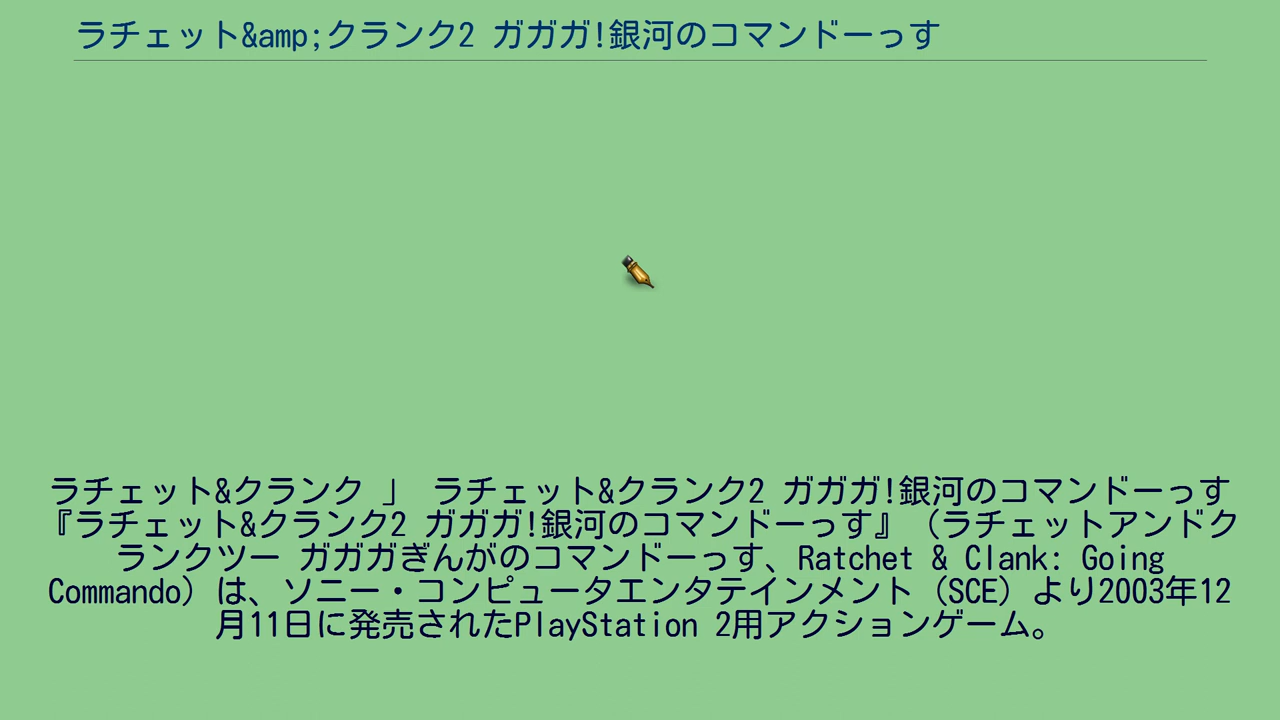 ラチェット&amp;クランク2 ガガガ!銀河のコマンドーっす
ラチェット&クランク 」 ラチェット&クランク2 ガガガ!銀河のコマンドーっす
『ラチェット&クランク2 ガガガ!銀河のコマンドーっす』（ラチェットアンドク
ランクツー ガガガぎんがのコマンドーっす、Ratchet & Clank: Going
Commando）は、ソニー・コンピュータエンタテインメント（SCE）より2003年12
月11日に発売されたPlayStation 2用アクションゲーム。